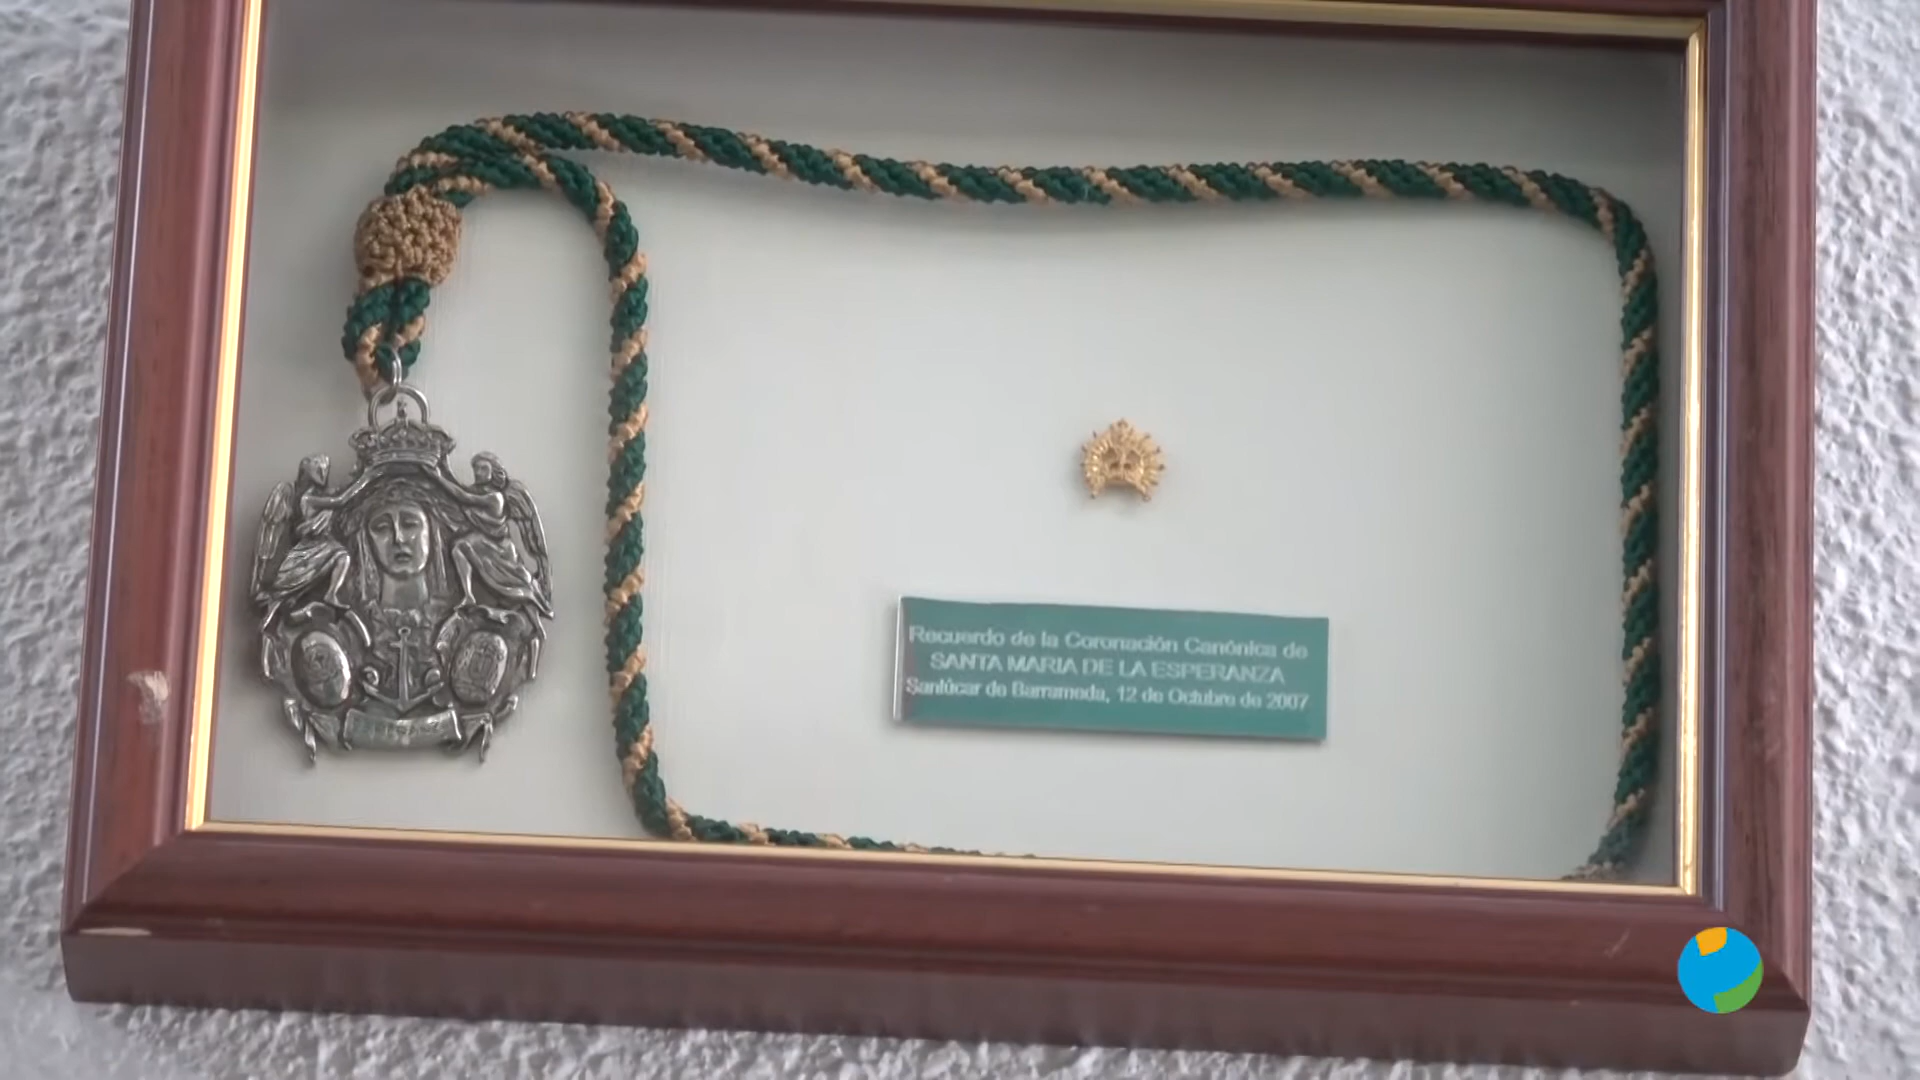 Recuerdo de la Coronación Canónica de
SANTA MARIA DE LA ESPERANZA
Sanlúcar de Barrameda, 12 de Octubre de 2007